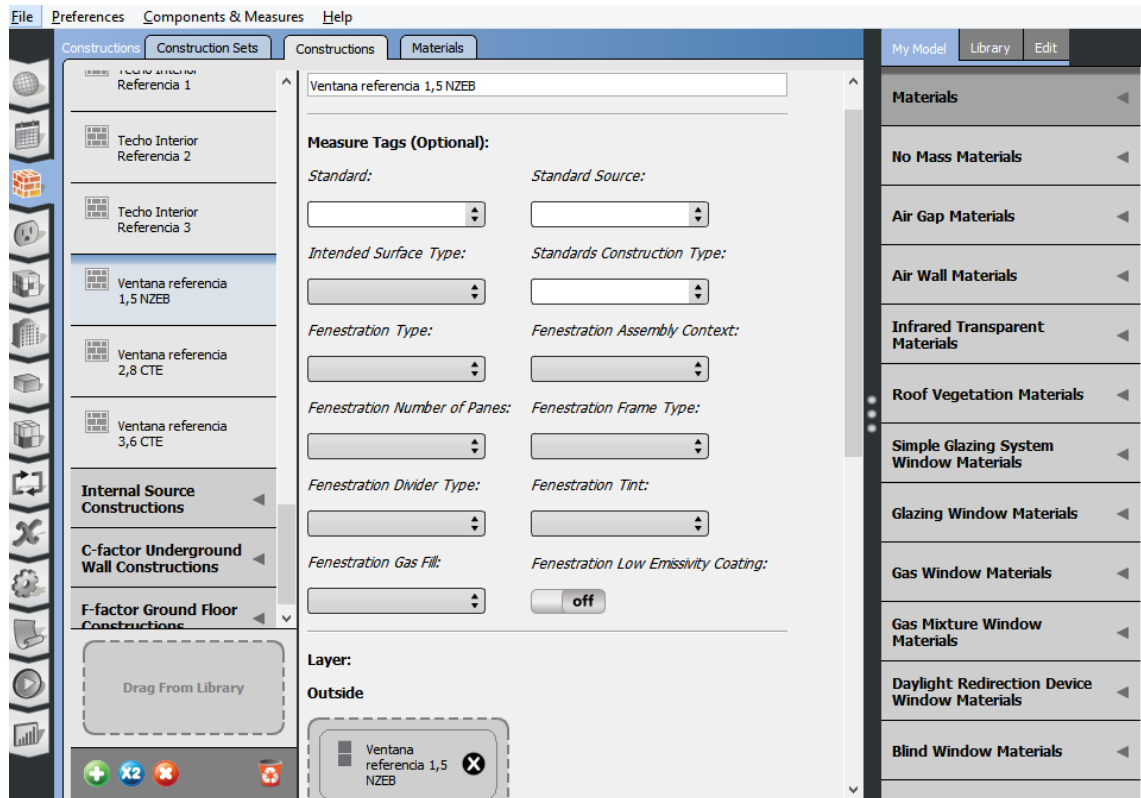 File Preferences Components & Measures Help
Constructions Construction Sets Constructions Materials
My Model Library Edit
Techo Interior
Referencia 1
Techo Interior
Referencia 2
Techo Interior
Referencia 3
Ventana referencia
1,5 NZEB
Ventana referencia
2,8 CTE
Ventana referencia
3,6 CTE
Internal Source
Constructions
C-factor Underground
Wall Constructions
F-factor Ground Floor
Constructions
Drag From Library
X2
Ventana referencia 1,5 NZEB
Measure Tags (Optional):
Standard: Standard Source:
Intended Surface Type: Standards Construction Type:
Fenestration Type: Fenestration Assembly Context:
Fenestration Number of Panes: Fenestration Frame Type:
Fenestration Divider Type: Fenestration Tint:
Fenestration Gas Fill: Fenestration Low Emissivity Coating:
off
Layer:
Outside
Ventana
referencia 1,5
NZEB
Materials
No Mass Materials
Air Gap Materials
Air Wall Materials
Infrared Transparent
Materials
Roof Vegetation Materials
Simple Glazing System
Window Materials
Glazing Window Materials
Gas Window Materials
Gas Mixture Window
Materials
Daylight Redirection Device
Window Materials
Blind Window Materials